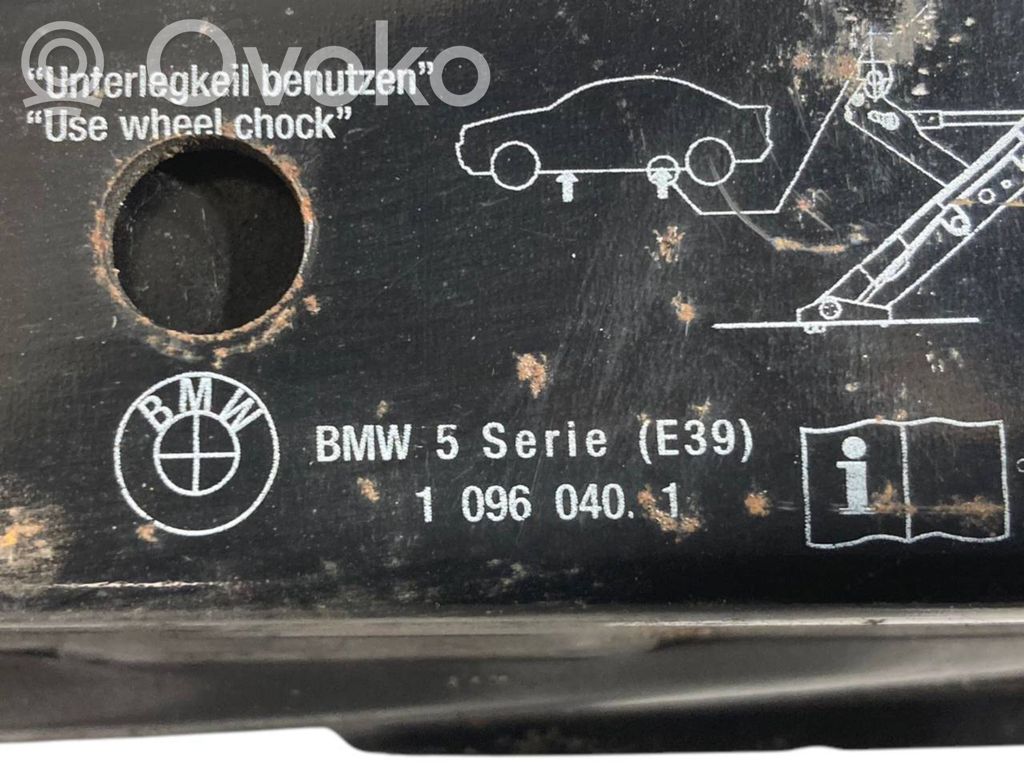 Ovoko
"Unterlegkeil benutzen"
"Use wheel chock"
BMW
BMW 5 Serie (E39)
1 096 040. 1
i